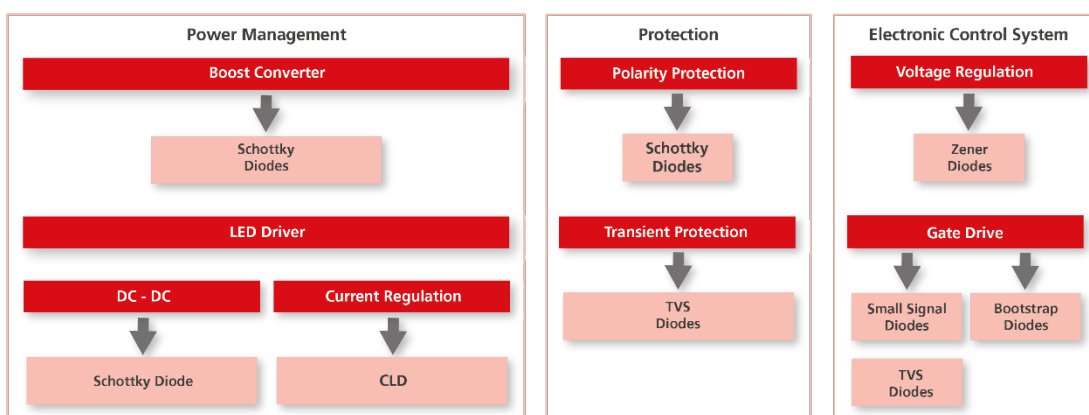 Power Management
Boost Converter
Schottky
Diodes
LED Driver
DC - DC
Current Regulation
Schottky Diode
CLD
Protection
Polarity Protection
Schottky
Diodes
Transient Protection
TVS
Diodes
Electronic Control System
Voltage Regulation
Zener
Diodes
Gate Drive
Small Signal
Diodes
Bootstrap
Diodes
TVS
Diodes